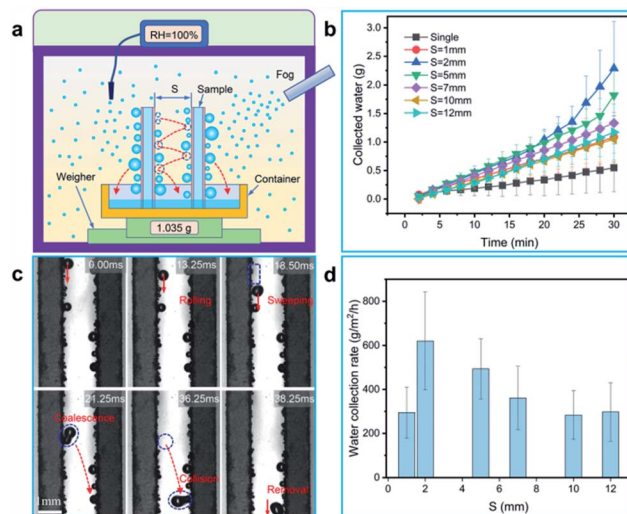 a
RH=100%
S
Sample
Fog
Weigher
Container
1.035 g
b
Collected water (g)
3.0
2.5
2.0
1.5
1.0
0.5
0.0
Single
S=1mm
S=2mm
S=5mm
S=7mm
S=10mm
S=12mm
0 5 10 15 20 25 30
Time (min)
c
0.00ms
13.25ms
Rolling
18.50ms
Sweeping
21.25ms
Coalescence
36.25ms
Collision
38.25ms
Removal
1mm
d
Water collection rate (g/m²/h)
800
600
400
200
0
0 2 4 6 8 10 12
S (mm)